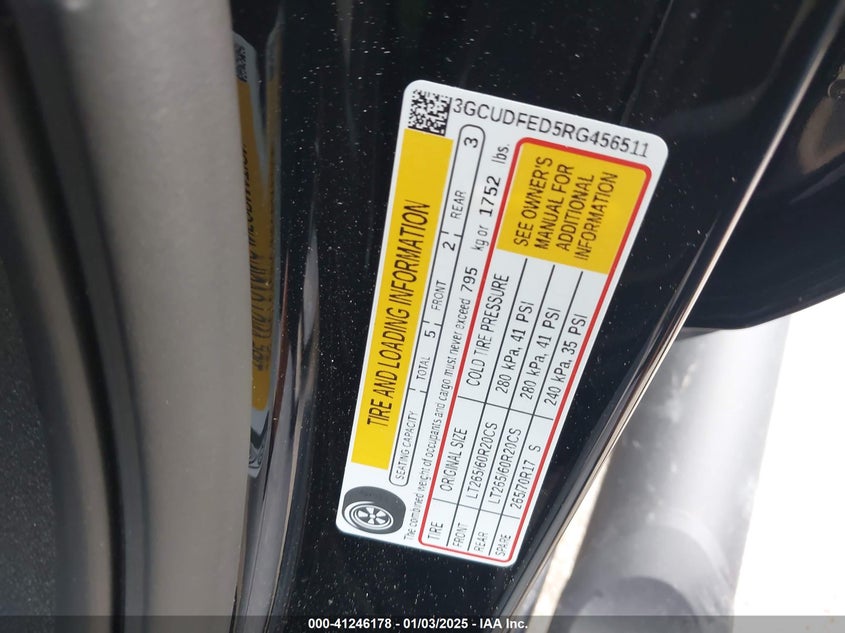 3GCUDFED5RG456511
TIRE AND LOADING INFORMATION
SEATING CAPACITY TOTAL 5 FRONT 2 REAR 3
The combined weight of occupants and cargo must never exceed 795 kg or 1752 lbs.
TIRE ORIGINAL SIZE COLD TIRE PRESSURE
FRONT LT265/60R20CS 280 kPa, 41 PSI
REAR LT265/60R20CS 280 kPa, 41 PSI
SPARE 265/70R17 S 240 kPa, 35 PSI
SEE OWNER'S
MANUAL FOR
ADDITIONAL
INFORMATION
000-41246178 - 01/03/2025 - IAA Inc.